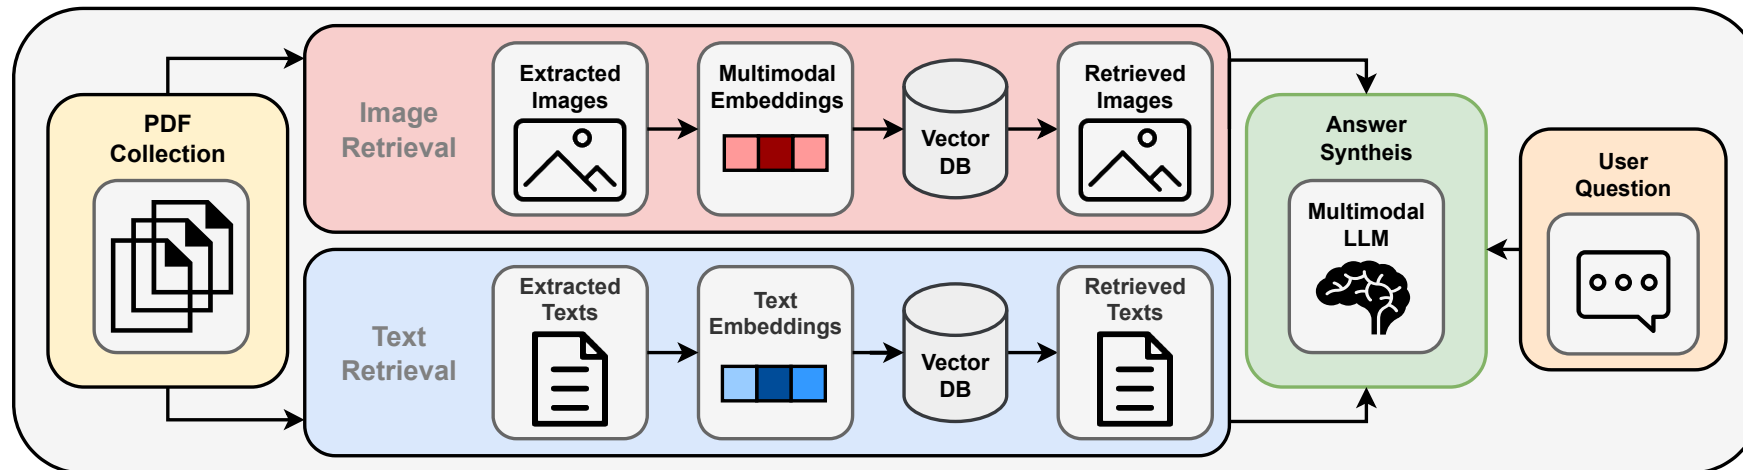 PDF
Collection
Image
Retrieval
Extracted
Images
Multimodal
Embeddings
Vector
DB
Retrieved
Images
Text
Retrieval
Extracted
Texts
Text
Embeddings
Vector
DB
Retrieved
Texts
Answer
Syntheis
Multimodal
LLM
User
Question